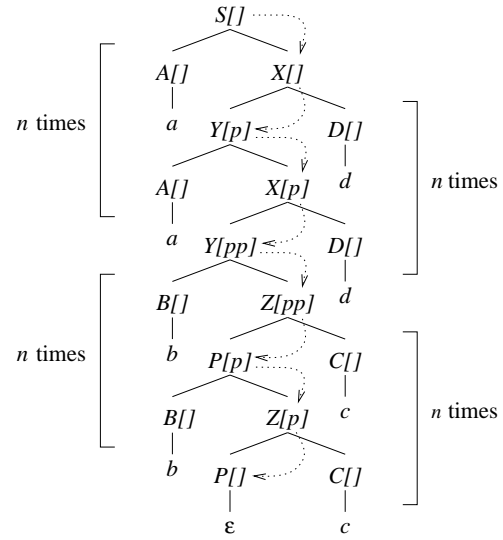 S[]
A[] X[]
n times a Y[p] D[]
A[] X[p] d n times
a Y[pp] D[]
B[] Z[pp] d
n times b P[p] C[]
B[] Z[p] c n times
b P[] C[]
ε c